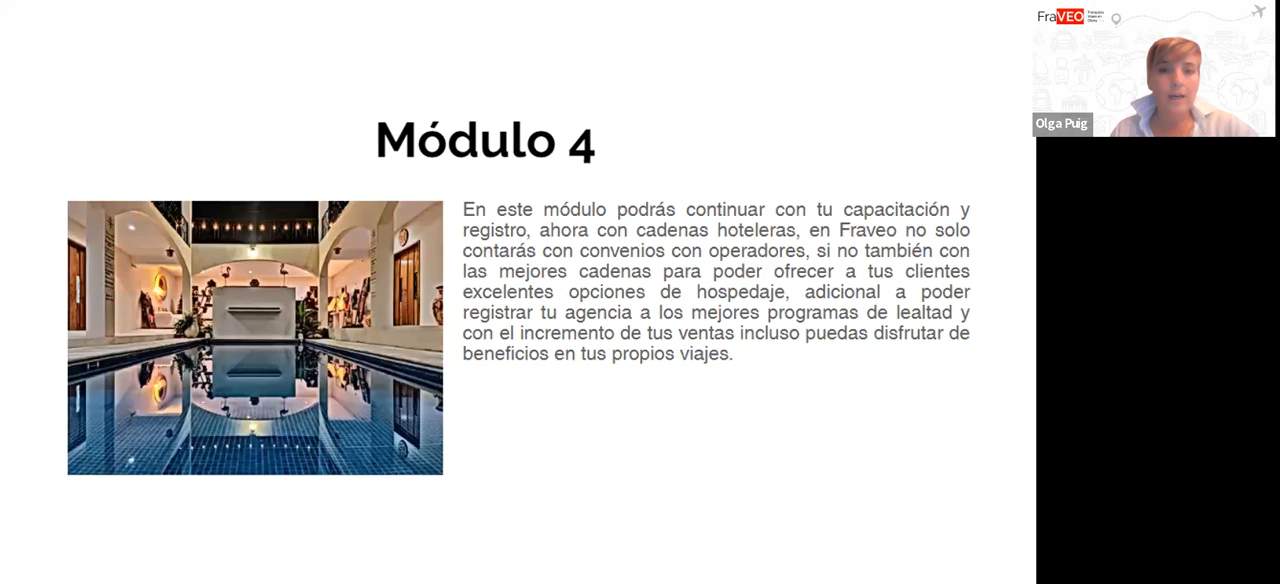 Módulo 4
En este módulo podrás continuar con tu capacitación y
registro, ahora con cadenas hoteleras, en Fraveo no solo
contarás con convenios con operadores, si no también con
las mejores cadenas para poder ofrecer a tus clientes
excelentes opciones de hospedaje, adicional a poder
registrar tu agencia a los mejores programas de lealtad y
con el incremento de tus ventas incluso puedas disfrutar de
beneficios en tus propios viajes.
FraVEO
Olga Puig